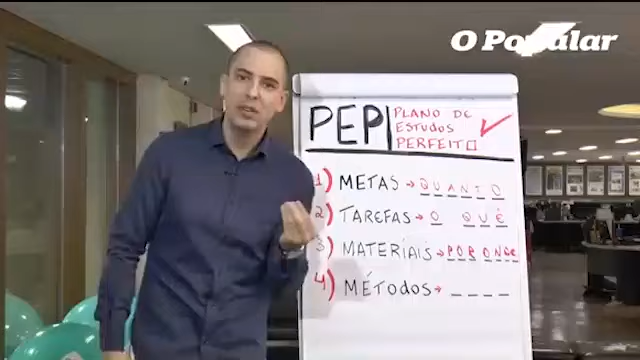 O Popular
PEP
PLANO DE
ESTUDOS
PERFEITO
1) METAS → QUANTO
2) TAREFAS → O QUÊ
3) MATERIAIS → POR ONDE
4) MÉTODOS → _ _ _ _